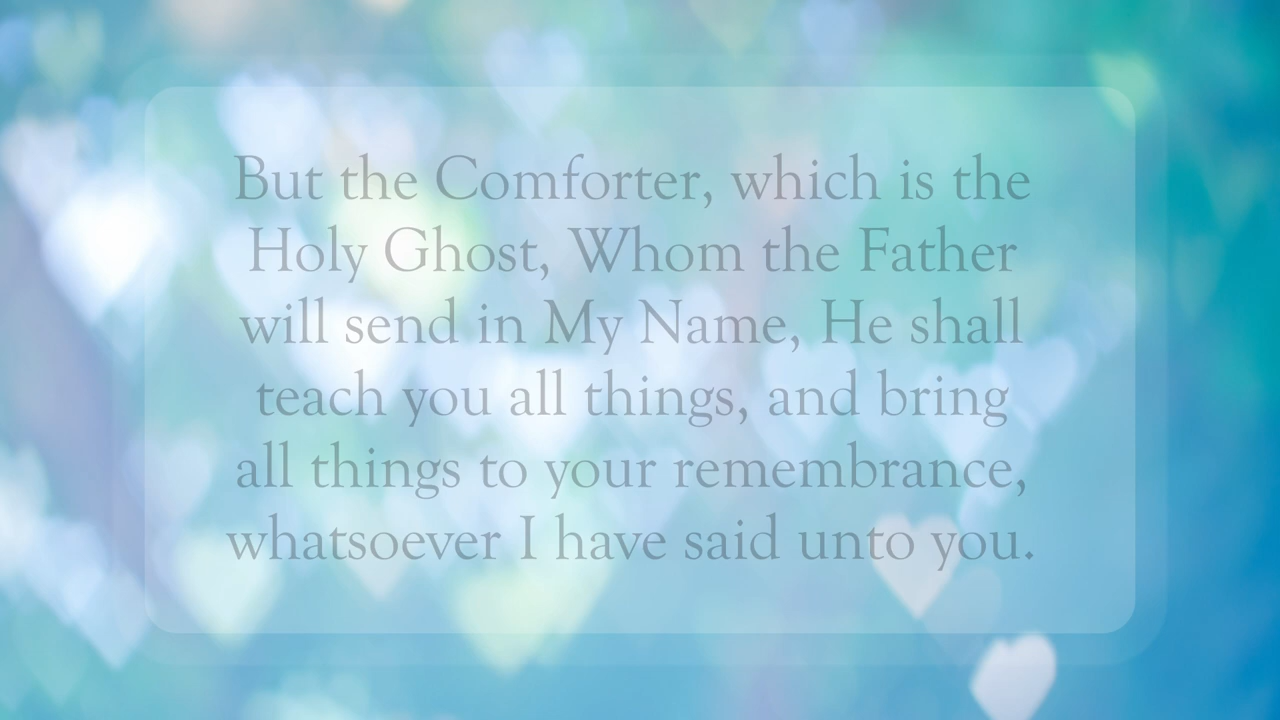 But the Comforter, which is the
Holy Ghost, Whom the Father
will send in My Name, He shall
teach you all things, and bring
all things to your remembrance,
whatsoever I have said unto you.